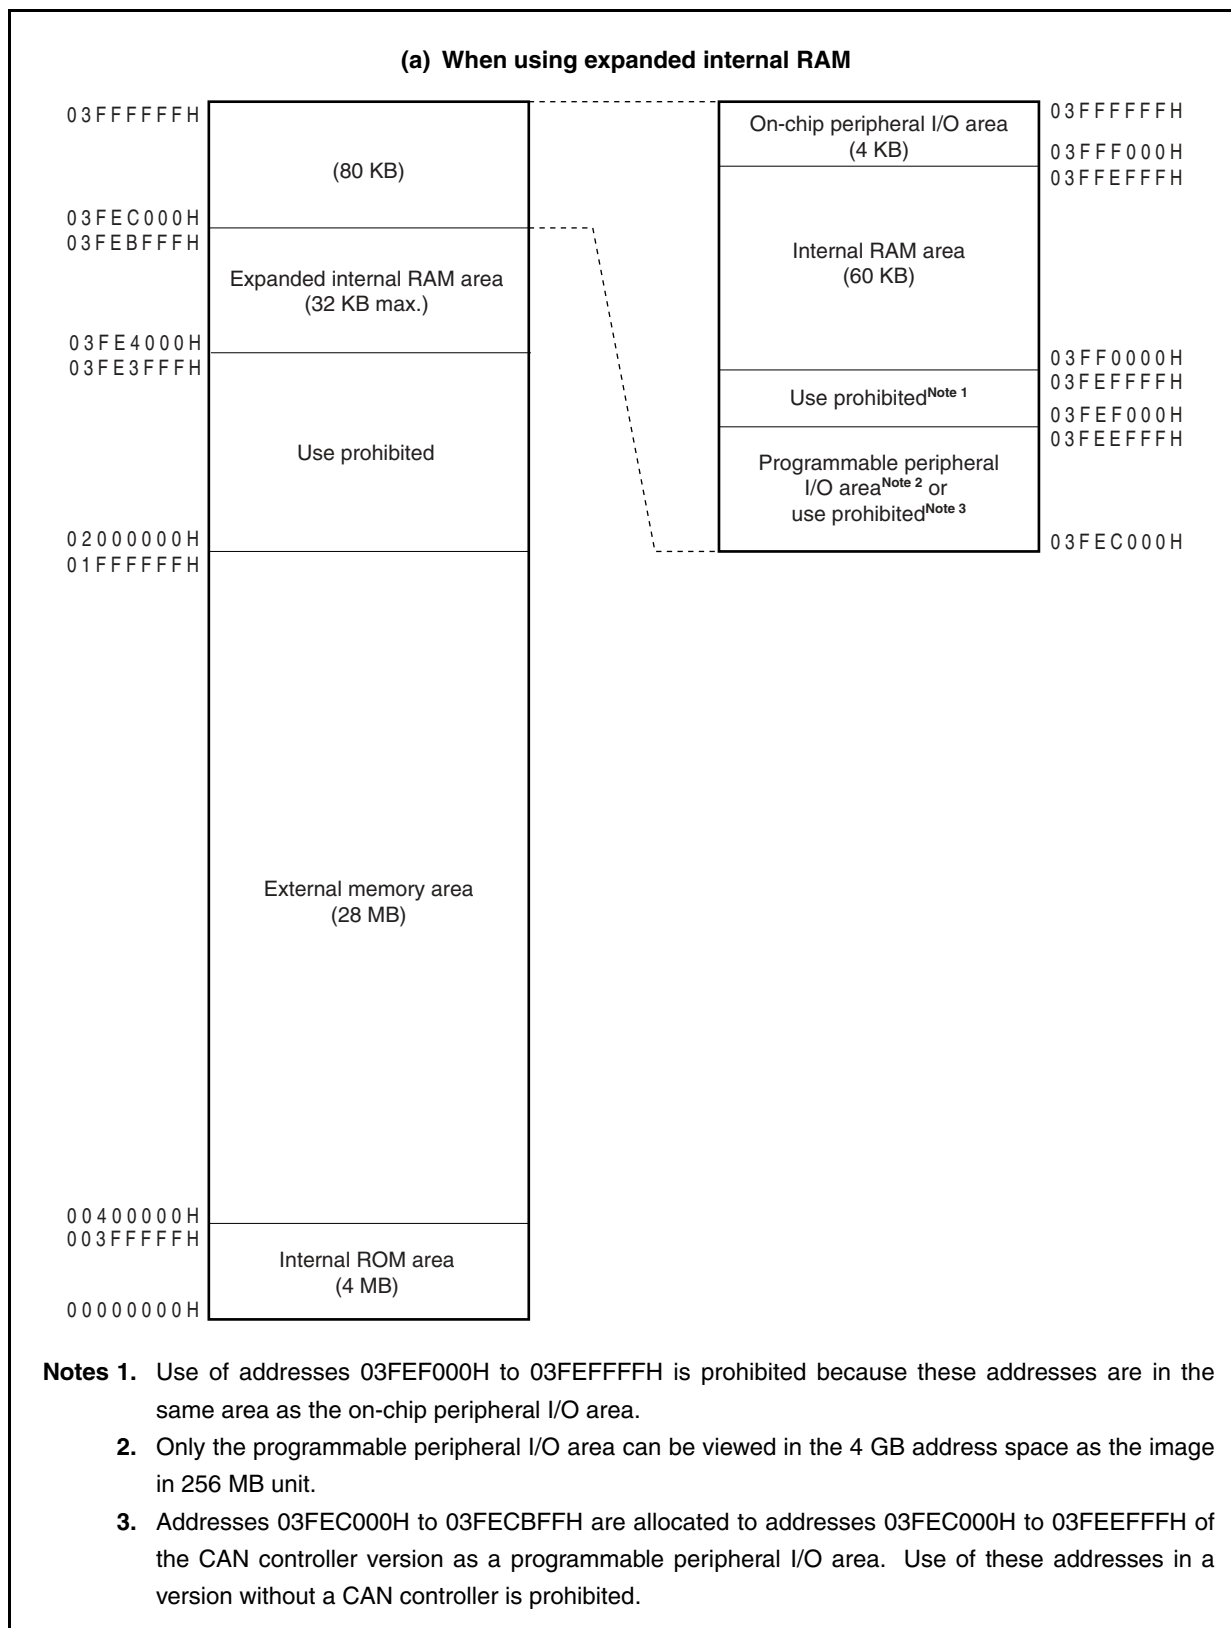 (a) When using expanded internal RAM
03FFFFFFH
(80 KB)
03FEC000H
03FEBFFFH
Expanded internal RAM area
(32 KB max.)
03FE4000H
03FE3FFFH
Use prohibited
02000000H
01FFFFFFH
External memory area
(28 MB)
00400000H
003FFFFFH
Internal ROM area
(4 MB)
00000000H
On-chip peripheral I/O area
(4 KB)
03FFFFFFH
03FFF000H
03FFEFFFH
Internal RAM area
(60 KB)
03FF0000H
03FEFFFFH
Use prohibitedNote 1
03FEF000H
03FEEFFFH
Programmable peripheral
I/O areaNote 2 or
use prohibitedNote 3
03FEC000H
Notes 1. Use of addresses 03FEF000H to 03FEFFFFH is prohibited because these addresses are in the
same area as the on-chip peripheral I/O area.
2. Only the programmable peripheral I/O area can be viewed in the 4 GB address space as the image
in 256 MB unit.
3. Addresses 03FEC000H to 03FECBFFH are allocated to addresses 03FEC000H to 03FEEFFFH of
the CAN controller version as a programmable peripheral I/O area. Use of these addresses in a
version without a CAN controller is prohibited.